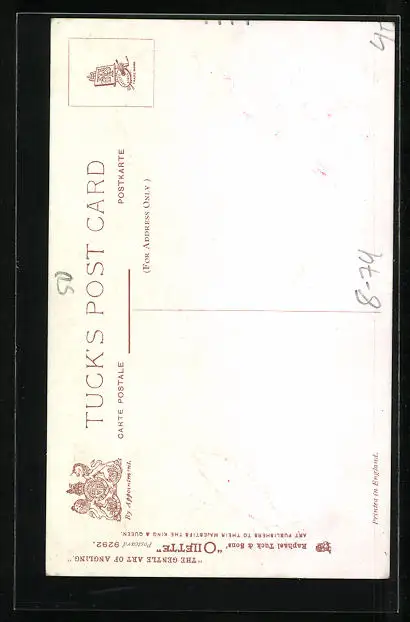 TUCK'S POST CARD
CARTE POSTALE POSTKARTE
(FOR ADDRESS ONLY)
By Appointment.
"THE GENTLE ART OF ANGLING."
Postcard 9292.
Raphael Tuck & Sons' "OILETTE"
ART PUBLISHERS TO THEIR MAJESTIES THE KING & QUEEN.
Printed in England.
50
8-74